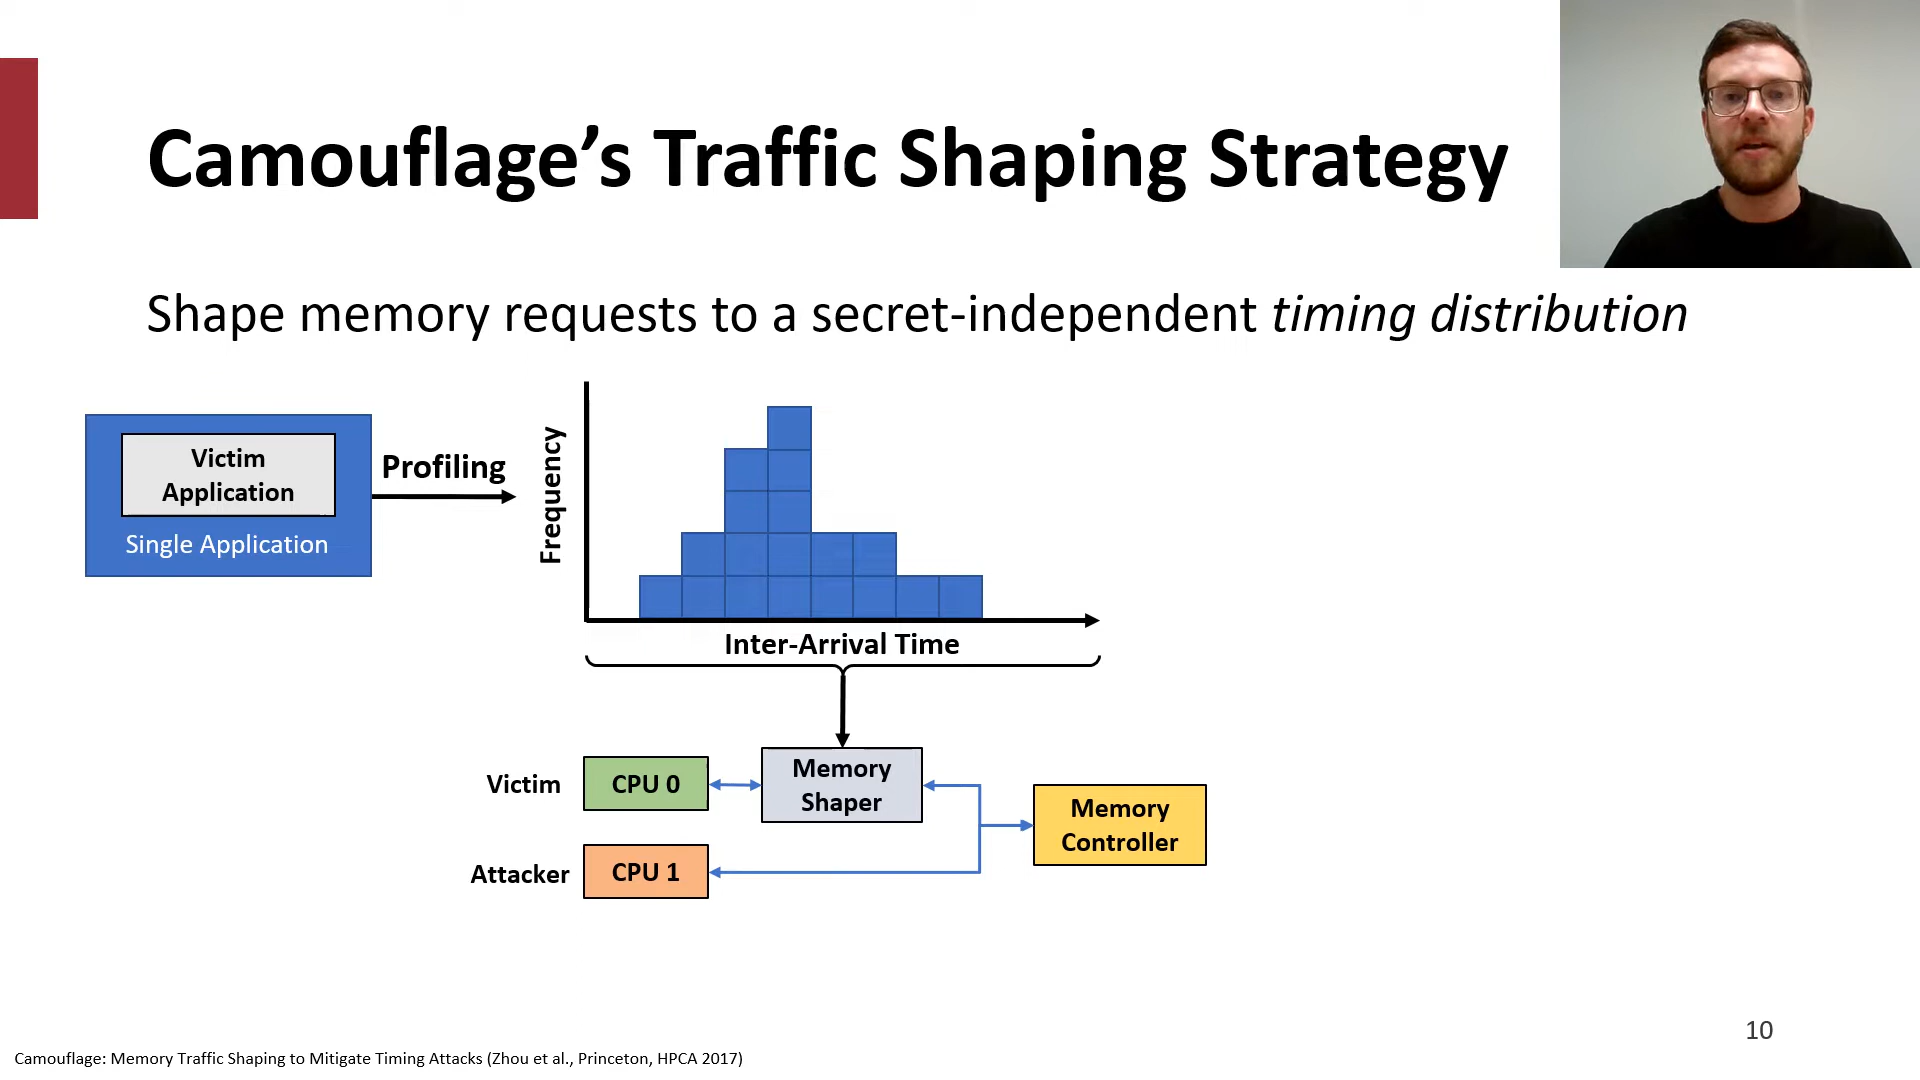 Camouflage’s Traffic Shaping Strategy
Shape memory requests to a secret-independent timing distribution
Victim
Application
Single Application
Profiling
Frequency
Inter-Arrival Time
Victim
CPU 0
Memory
Shaper
Attacker
CPU 1
Memory
Controller
10
Camouflage: Memory Traffic Shaping to Mitigate Timing Attacks (Zhou et al., Princeton, HPCA 2017)